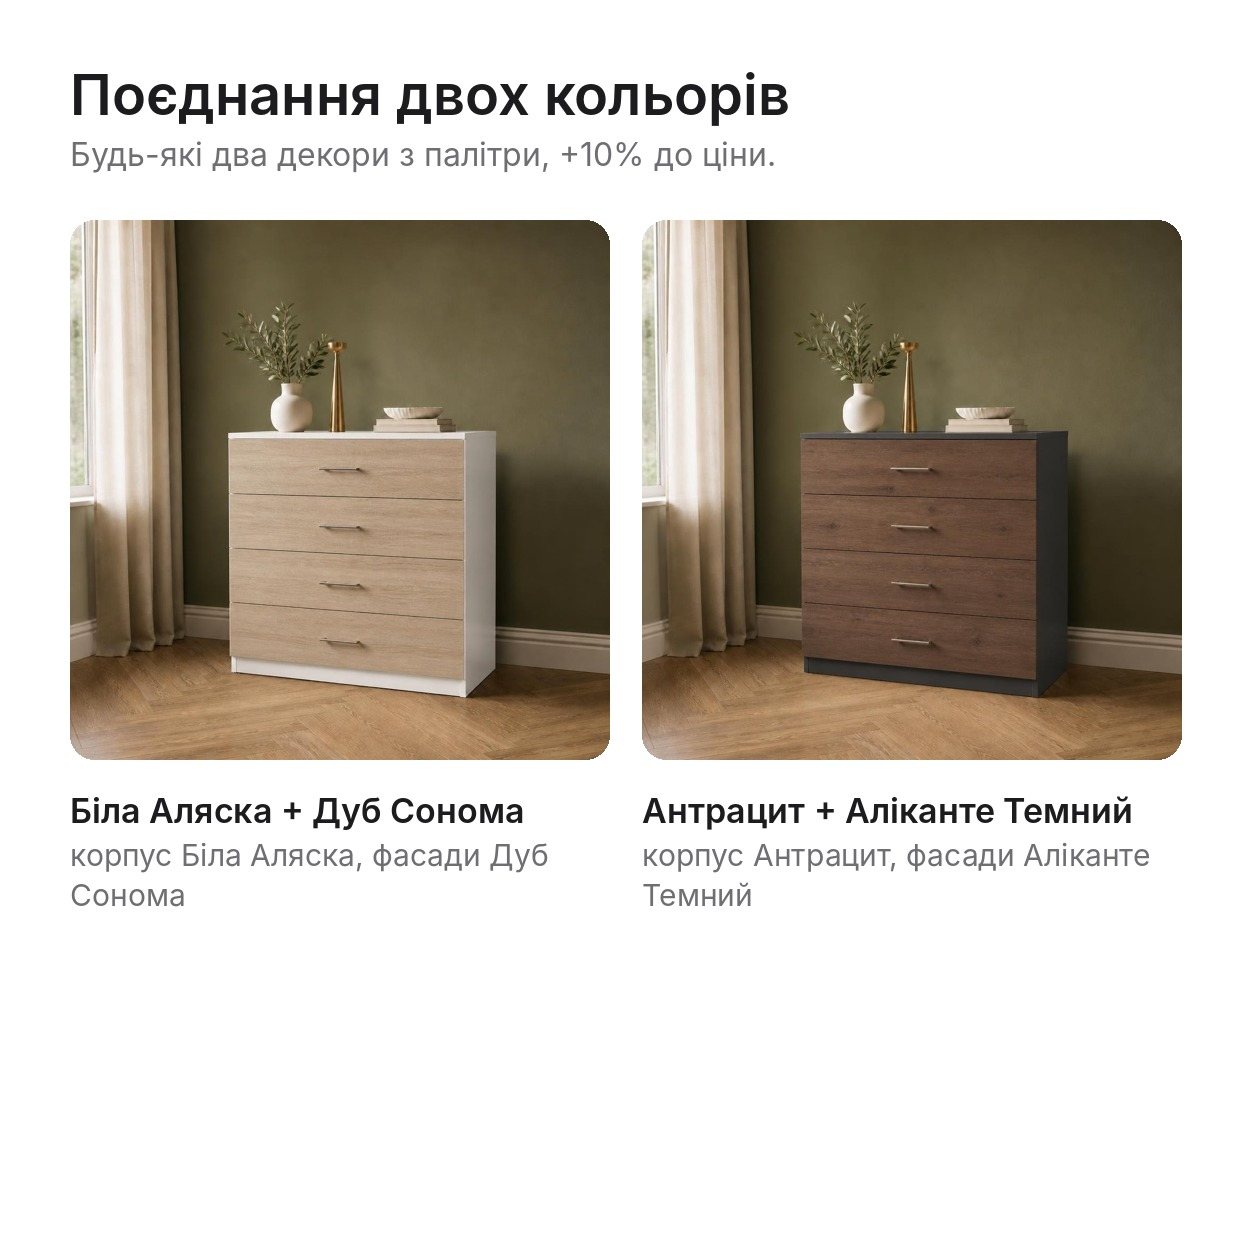 Поєднання двох кольорів
Будь-які два декори з палітри, +10% до ціни.
Біла Аляска + Дуб Сонома
корпус Біла Аляска, фасади Дуб
Сонома
Антрацит + Аліканте Темний
корпус Антрацит, фасади Аліканте
Темний